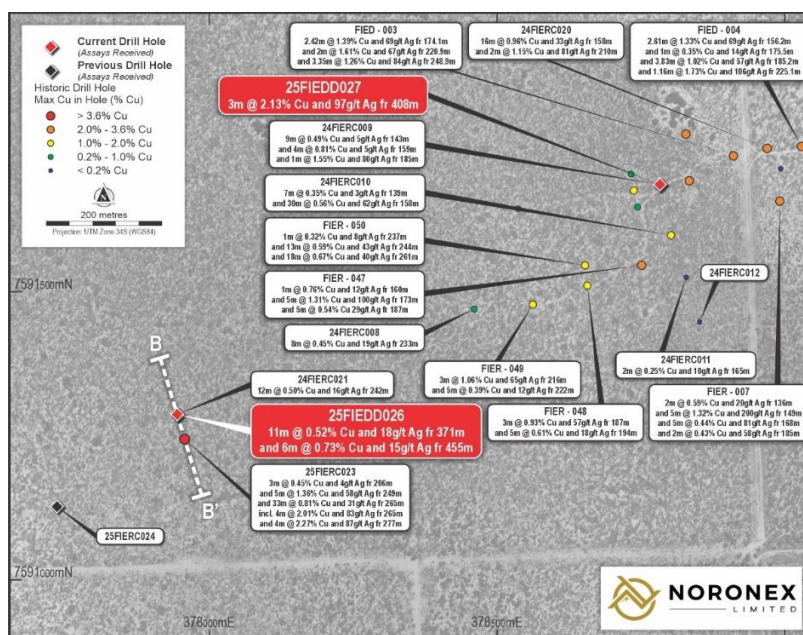 Current Drill Hole
(Assays Received)
Previous Drill Hole
(Assays Received)
Historic Drill Hole
Max Cu in Hole (% Cu)
> 3.6% Cu
2.0% - 3.6% Cu
1.0% - 2.0% Cu
0.2% - 1.0% Cu
< 0.2% Cu
N
200 metres
Projection: UTM Zone 34S (WGS84)
FIED - 003
2.42m @ 1.39% Cu and 69g/t Ag fr 174.1m
and 2m @ 1.61% Cu and 67g/t Ag fr 220.9m
and 3.35m @ 1.26% Cu and 84g/t Ag fr 248.9m
24FIERC020
16m @ 0.96% Cu and 33g/t Ag fr 158m
and 2m @ 1.15% Cu and 81g/t Ag fr 210m
FIED - 004
2.61m @ 1.33% Cu and 69g/t Ag fr 156.2m
and 1m @ 0.35% Cu and 14g/t Ag fr 175.5m
and 3.83m @ 1.02% Cu and 57g/t Ag fr 185.2m
and 1.16m @ 1.73% Cu and 106g/t Ag fr 225.1m
25FIEDD027
3m @ 2.13% Cu and 97g/t Ag fr 408m
24FIERC009
9m @ 0.49% Cu and 5g/t Ag fr 143m
and 4m @ 0.81% Cu and 5g/t Ag fr 159m
and 1m @ 1.55% Cu and 80g/t Ag fr 185m
24FIERC010
7m @ 0.35% Cu and 3g/t Ag fr 139m
and 30m @ 0.56% Cu and 62g/t Ag fr 158m
FIER - 050
1m @ 0.32% Cu and 8g/t Ag fr 237m
and 13m @ 0.59% Cu and 43g/t Ag fr 244m
and 18m @ 0.67% Cu and 40g/t Ag fr 261m
7591500mN
FIER - 047
1m @ 0.76% Cu and 12g/t Ag fr 160m
and 5m @ 1.31% Cu and 100g/t Ag fr 173m
and 5m @ 0.54% Cu 29g/t Ag fr 187m
24FIERC012
24FIERC008
8m @ 0.45% Cu and 19g/t Ag fr 233m
24FIERC011
2m @ 0.25% Cu and 10g/t Ag fr 165m
B
FIER - 049
3m @ 1.06% Cu and 65g/t Ag fr 216m
and 5m @ 0.39% Cu and 12g/t Ag fr 222m
24FIERC021
12m @ 0.50% Cu and 16g/t Ag fr 242m
FIER - 007
2m @ 0.59% Cu and 20g/t Ag fr 136m
and 5m @ 1.32% Cu and 200g/t Ag fr 149m
and 5m @ 0.44% Cu and 81g/t Ag fr 168m
and 2m @ 0.43% Cu and 58g/t Ag fr 185m
FIER - 048
3m @ 0.93% Cu and 57g/t Ag fr 187m
and 5m @ 0.61% Cu and 18g/t Ag fr 194m
25FIEDD026
11m @ 0.52% Cu and 18g/t Ag fr 371m
and 6m @ 0.73% Cu and 15g/t Ag fr 455m
25FIERC023
3m @ 0.45% Cu and 4g/t Ag fr 206m
and 5m @ 1.36% Cu and 58g/t Ag fr 249m
and 33m @ 0.81% Cu and 31g/t Ag fr 265m
incl. 4m @ 2.01% Cu and 83g/t Ag fr 265m
and 4m @ 2.27% Cu and 87g/t Ag fr 277m
B'
25FIERC024
7591000mN
378000mE
378500mE
NORONEX
LIMITED